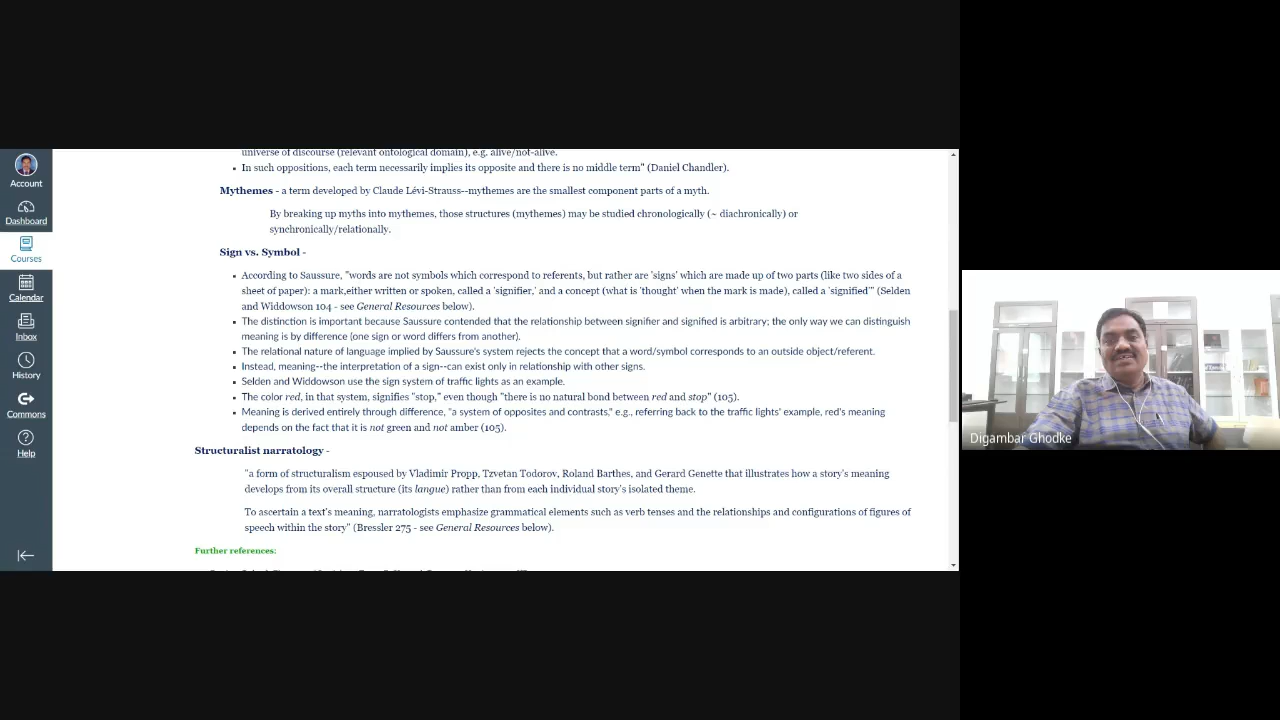 Account
Dashboard
Courses
Calendar
Inbox
History
Commons
Help
universe of discourse (relevant ontological domain), e.g. alive/not-alive.
In such oppositions, each term necessarily implies its opposite and there is no middle term" (Daniel Chandler).
Mythemes - a term developed by Claude Lévi-Strauss--mythemes are the smallest component parts of a myth.
By breaking up myths into mythemes, those structures (mythemes) may be studied chronologically (~ diachronically) or
synchronically/relationally.
Sign vs. Symbol -
According to Saussure, "words are not symbols which correspond to referents, but rather are 'signs' which are made up of two parts (like two sides of a
sheet of paper): a mark,either written or spoken, called a 'signifier,' and a concept (what is 'thought' when the mark is made), called a 'signified'" (Selden
and Widdowson 104 - see General Resources below).
The distinction is important because Saussure contended that the relationship between signifier and signified is arbitrary; the only way we can distinguish
meaning is by difference (one sign or word differs from another).
The relational nature of language implied by Saussure's system rejects the concept that a word/symbol corresponds to an outside object/referent.
Instead, meaning--the interpretation of a sign--can exist only in relationship with other signs.
Selden and Widdowson use the sign system of traffic lights as an example.
The color red, in that system, signifies "stop," even though "there is no natural bond between red and stop" (105).
Meaning is derived entirely through difference, "a system of opposites and contrasts," e.g., referring back to the traffic lights' example, red's meaning
depends on the fact that it is not green and not amber (105).
Structuralist narratology -
"a form of structuralism espoused by Vladimir Propp, Tzvetan Todorov, Roland Barthes, and Gerard Genette that illustrates how a story's meaning
develops from its overall structure (its langue) rather than from each individual story's isolated theme.
To ascertain a text's meaning, narratologists emphasize grammatical elements such as verb tenses and the relationships and configurations of figures of
speech within the story" (Bressler 275 - see General Resources below).
Further references:
Digambar Ghodke